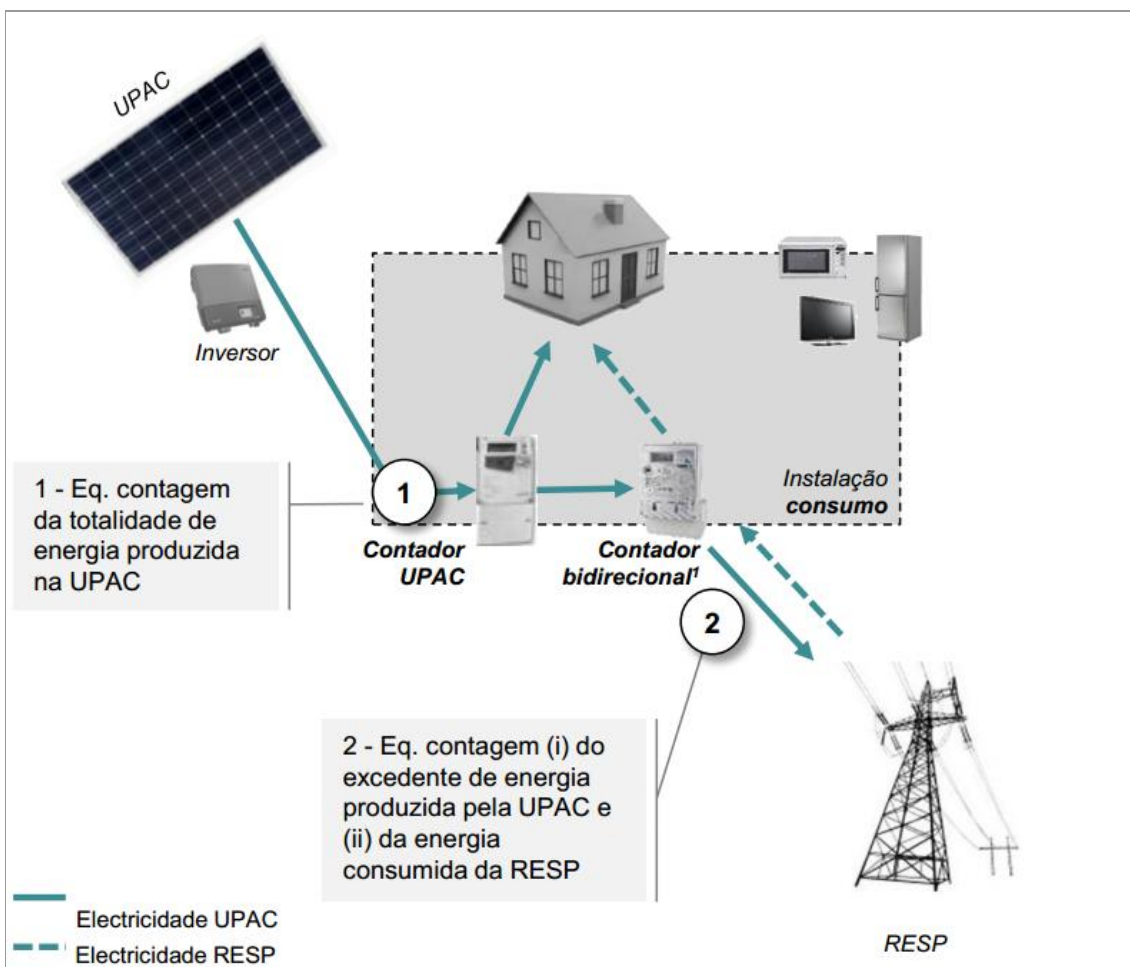 UPAC
Inversor
1 - Eq. contagem
da totalidade de
energia produzida
na UPAC
1
Contador
UPAC
Contador
bidirecional¹
Instalação
consumo
2
2 - Eq. contagem (i) do
excedente de energia
produzida pela UPAC e
(ii) da energia
consumida da RESP
RESP
Electricidade UPAC
Electricidade RESP